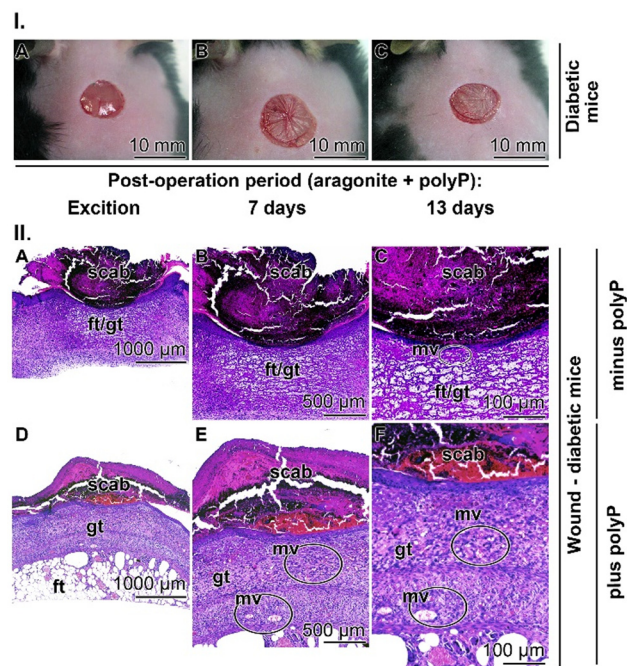 I.
A B C
10 mm 10 mm 10 mm
Diabetic
mice
Post-operation period (aragonite + polyP):
Excition 7 days 13 days
II.
A B C
scab scab scab
ft/gt ft/gt mv ft/gt
1000 µm 500 µm 100 µm
minus polyP
Wound - diabetic mice
D E F
scab scab scab
gt mv mv gt
ft mv mv
1000 µm 500 µm 100 µm
plus polyP